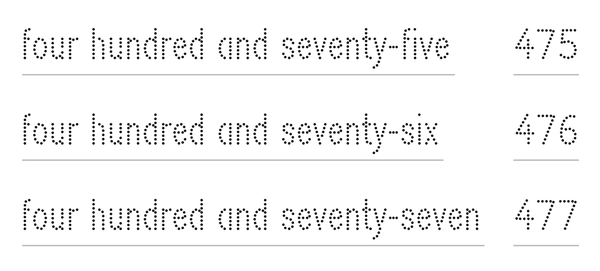 four hundred and seventy-five 475
four hundred and seventy-six 476
four hundred and seventy-seven 477